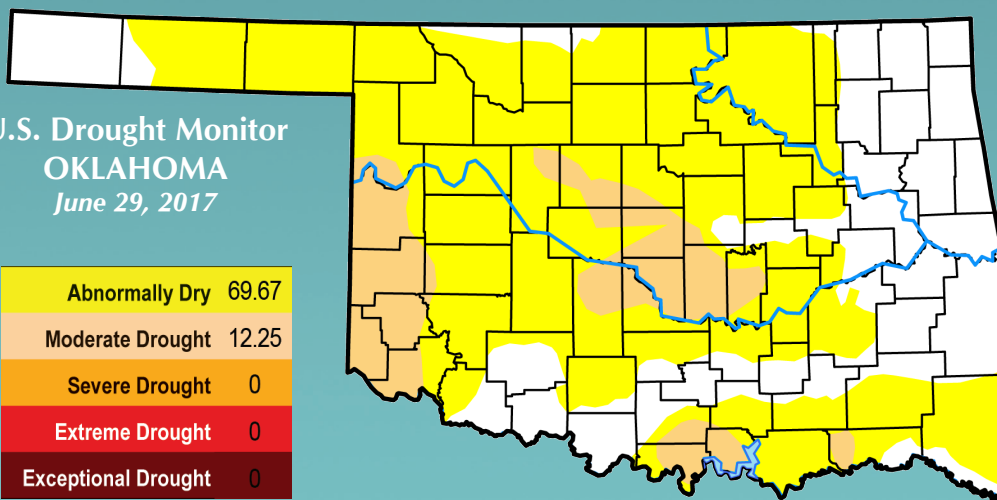 U.S. Drought Monitor
OKLAHOMA
June 29, 2017
Abnormally Dry 69.67
Moderate Drought 12.25
Severe Drought 0
Extreme Drought 0
Exceptional Drought 0